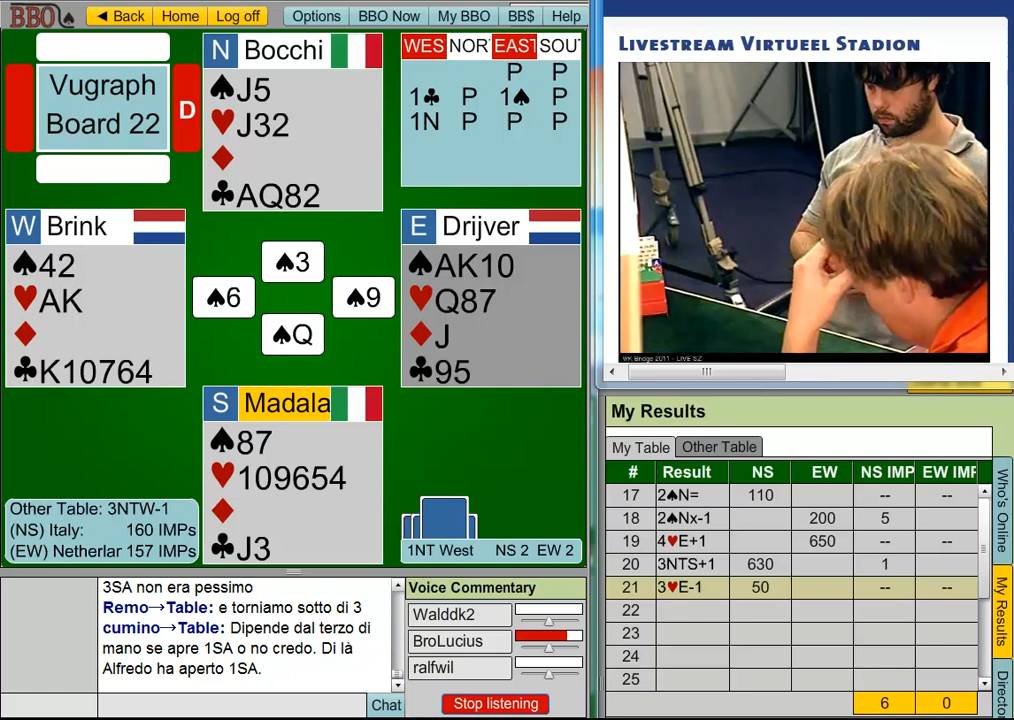 BBO
◄ Back Home Log off Options BBO Now My BBO BB$ Help
Vugraph
Board 22
D
N Bocchi
♠J5
♥J32
♦
♣AQ82
WES NOR EAST SOU
P P
1♣ P 1♠ P
1N P P P
W Brink
♠42
♥AK
♦
♣K10764
♠3
♠6 ♠9
♠Q
E Drijver
♠AK10
♥Q87
♦J
♣95
S Madala
♠87
♥109654
♦
♣J3
Other Table: 3NTW-1
(NS) Italy: 160 IMPs
(EW) Netherlar 157 IMPs
1NT West NS 2 EW 2
3SA non era pessimo
Remo→Table: e torniamo sotto di 3
cumino→Table: Dipende dal terzo di
mano se apre 1SA o no credo. Di là
Alfredo ha aperto 1SA.
Chat
Voice Commentary
Walddk2
BroLucius
ralfwil
Stop listening
Livestream Virtueel Stadion
WK Bridge 2011 - LIVE SZ
My Results
My Table Other Table
# Result NS EW NS IMP EW IMF
17 2♠N= 110 -- --
18 2♠Nx-1 200 5
19 4♥E+1 650 -- --
20 3NTS+1 630 1
21 3♥E-1 50 -- --
22
23
24
25
6 0
Who's Online
My Results
Director